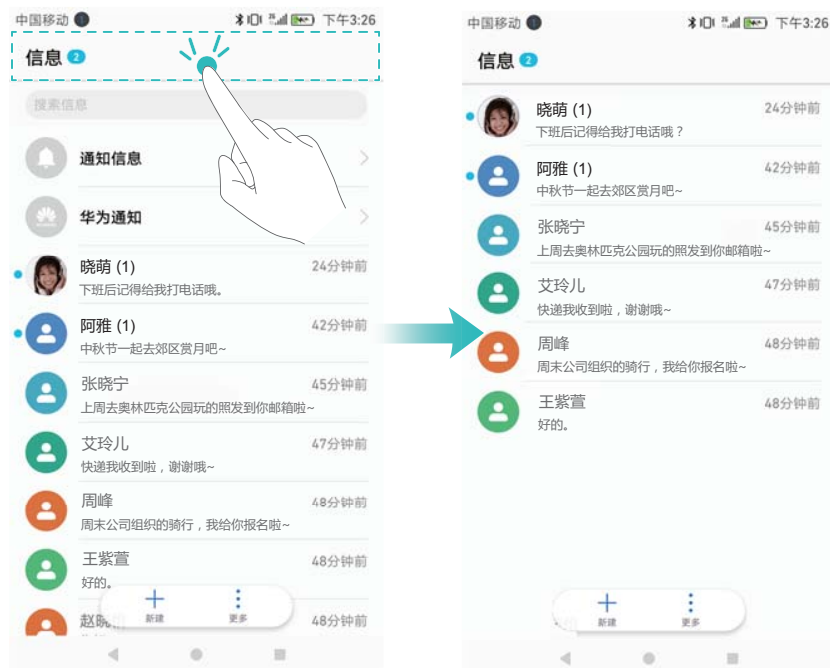 中国移动
下午3:26
信息 2
搜索信息
通知信息
华为通知
晓萌 (1)
24分钟前
下班后记得给我打电话哦。
阿雅 (1)
42分钟前
中秋节一起去郊区赏月吧~
张晓宁
45分钟前
上周去奥林匹克公园玩的照发到你邮箱啦~
艾玲儿
47分钟前
快递我收到啦，谢谢哦~
周峰
48分钟前
周末公司组织的骑行，我给你报名啦~
王紫萱
48分钟前
好的。
赵晓
48分钟前
新建
更多
中国移动
下午3:26
信息 2
晓萌 (1)
24分钟前
下班后记得给我打电话哦？
阿雅 (1)
42分钟前
中秋节一起去郊区赏月吧~
张晓宁
45分钟前
上周去奥林匹克公园玩的照发到你邮箱啦~
艾玲儿
47分钟前
快递我收到啦，谢谢哦~
周峰
48分钟前
周末公司组织的骑行，我给你报名啦~
王紫萱
48分钟前
好的。
新建
更多